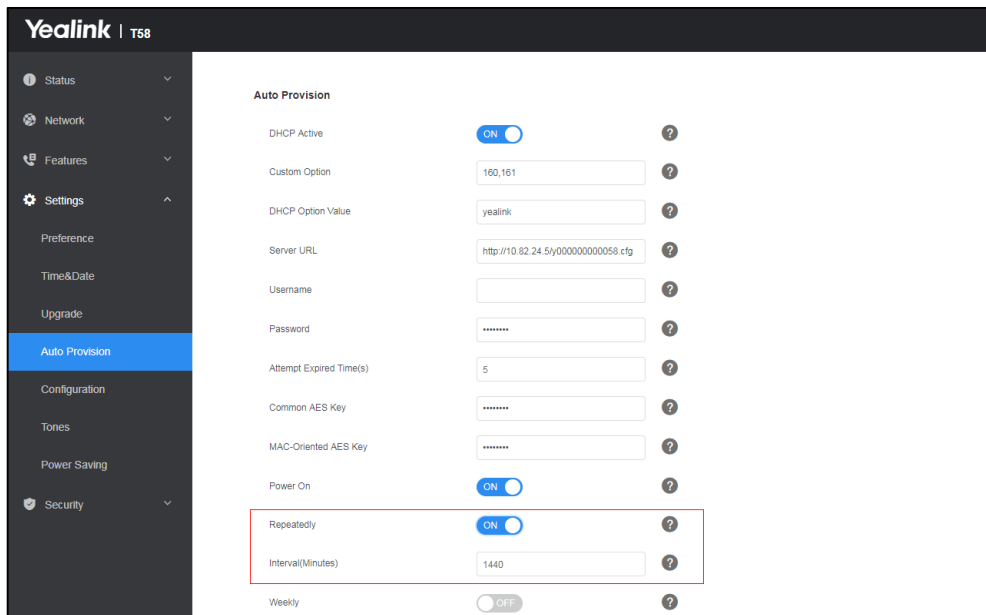 Yealink | T58
Status
Network
Features
Settings
Preference
Time&Date
Upgrade
Auto Provision
Configuration
Tones
Power Saving
Security
Auto Provision
DHCP Active ON ?
Custom Option 160,161 ?
DHCP Option Value yealink ?
Server URL http://10.82.24.5/y000000000058.cfg ?
Username ?
Password •••••••• ?
Attempt Expired Time(s) 5 ?
Common AES Key •••••••• ?
MAC-Oriented AES Key •••••••• ?
Power On ON ?
Repeatedly ON ?
Interval(Minutes) 1440 ?
Weekly OFF ?